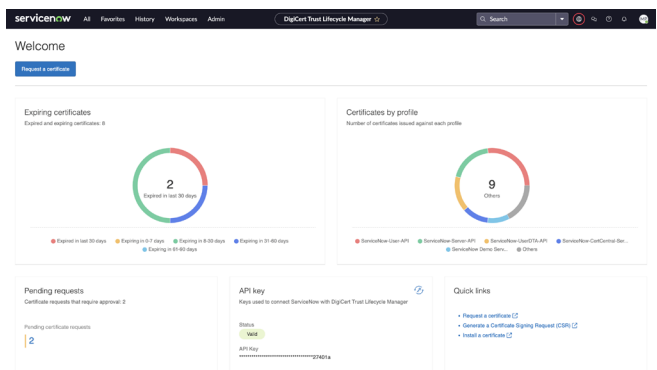 servicenow All Favorites History Workspaces Admin DigiCert Trust Lifecycle Manager ☆ Search
Welcome
Request a certificate
Expiring certificates
Expired and expiring certificates: 8
2
Expired in last 30 days
Expired in last 30 days Expiring in 0-7 days Expiring in 8-30 days Expiring in 31-60 days
Expiring in 61-90 days
Certificates by profile
Number of certificates issued against each profile
9
Others
ServiceNow-User-API ServiceNow-Server-API ServiceNow-UserDTA-API ServiceNow-CertCentral-Ser...
ServiceNow Demo Serv... Others
Pending requests
Certificate requests that require approval: 2
Pending certificate requests
2
API key
Keys used to connect ServiceNow with DigiCert Trust Lifecycle Manager
Status
Valid
API Key
************************************27401a
Quick links
• Request a certificate
• Generate a Certificate Signing Request (CSR)
• Install a certificate